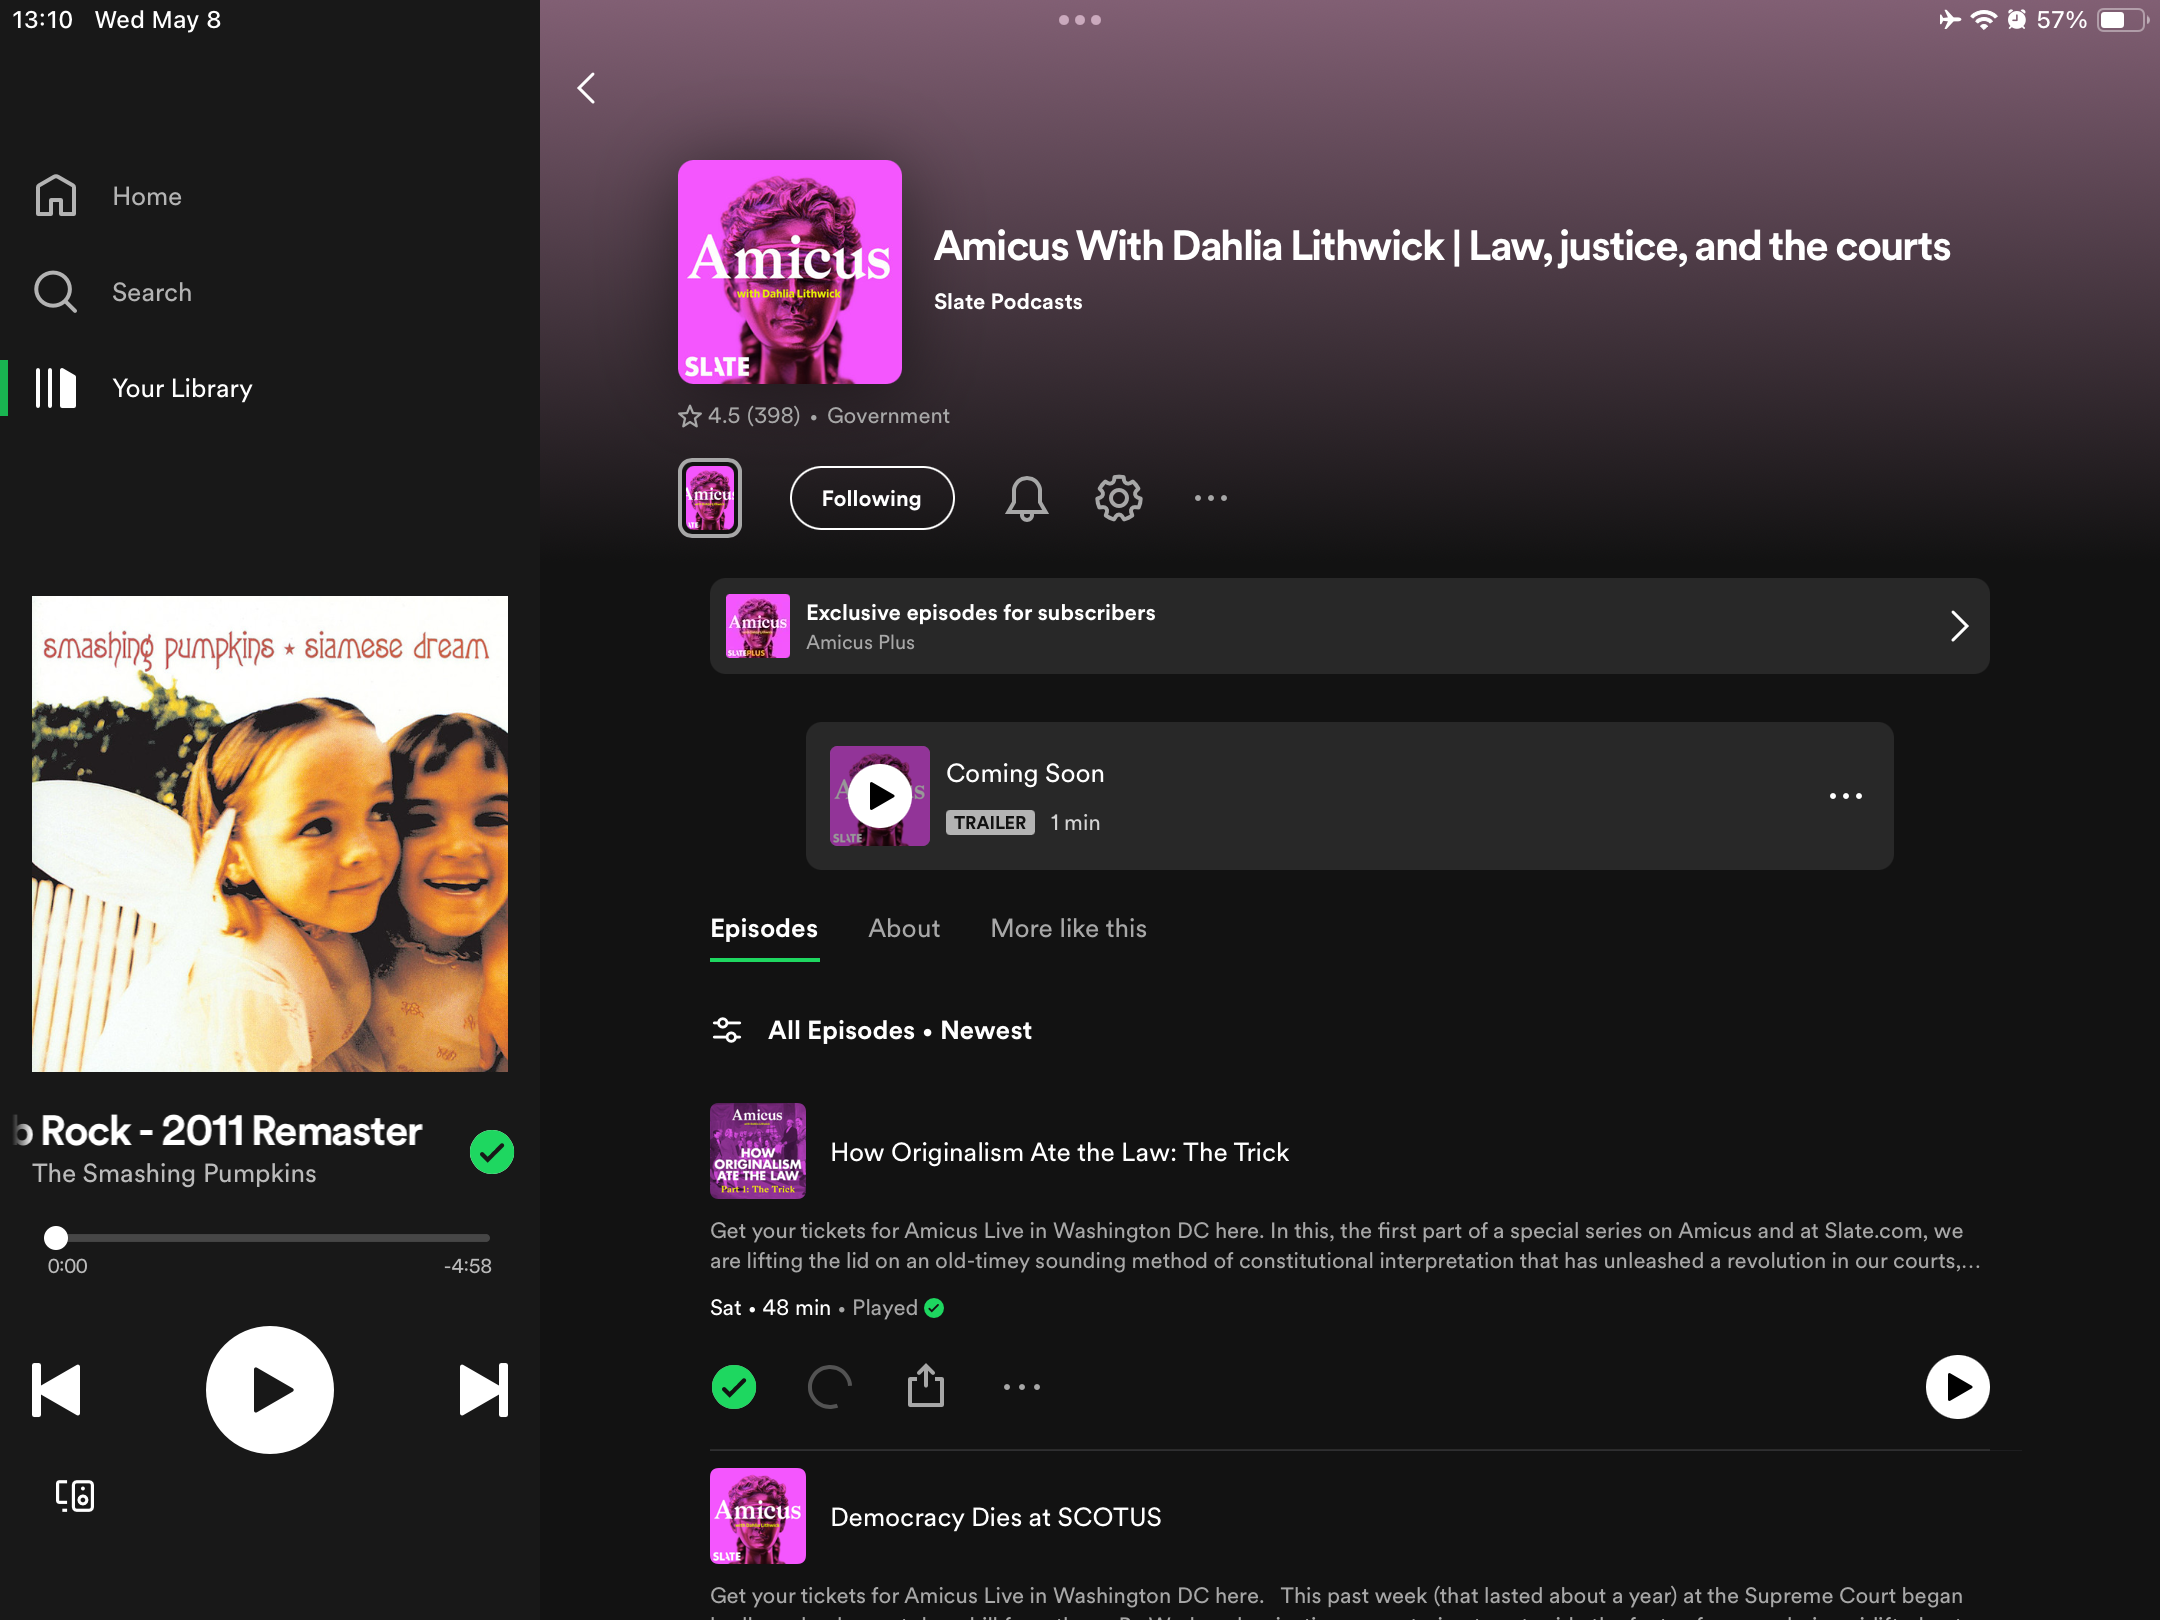 13:10 Wed May 8
57%
Home
Search
Your Library
smashing pumpkins ★ siamese dream
Rock - 2011 Remaster
The Smashing Pumpkins
0:00
-4:58
Amicus
with Dahlia Lithwick
SLATE
Amicus With Dahlia Lithwick | Law, justice, and the courts
Slate Podcasts
4.5 (398) • Government
Following
Amicus
SLATEPLUS
Exclusive episodes for subscribers
Amicus Plus
SLATE
Coming Soon
TRAILER 1 min
Episodes About More like this
All Episodes • Newest
Amicus
HOW
ORIGINALISM
ATE THE LAW
Part 1: The Trick
How Originalism Ate the Law: The Trick
Get your tickets for Amicus Live in Washington DC here. In this, the first part of a special series on Amicus and at Slate.com, we
are lifting the lid on an old-timey sounding method of constitutional interpretation that has unleashed a revolution in our courts,...
Sat • 48 min • Played
Amicus
with Dahlia Lithwick
SLATE
Democracy Dies at SCOTUS
Get your tickets for Amicus Live in Washington DC here. This past week (that lasted about a year) at the Supreme Court began